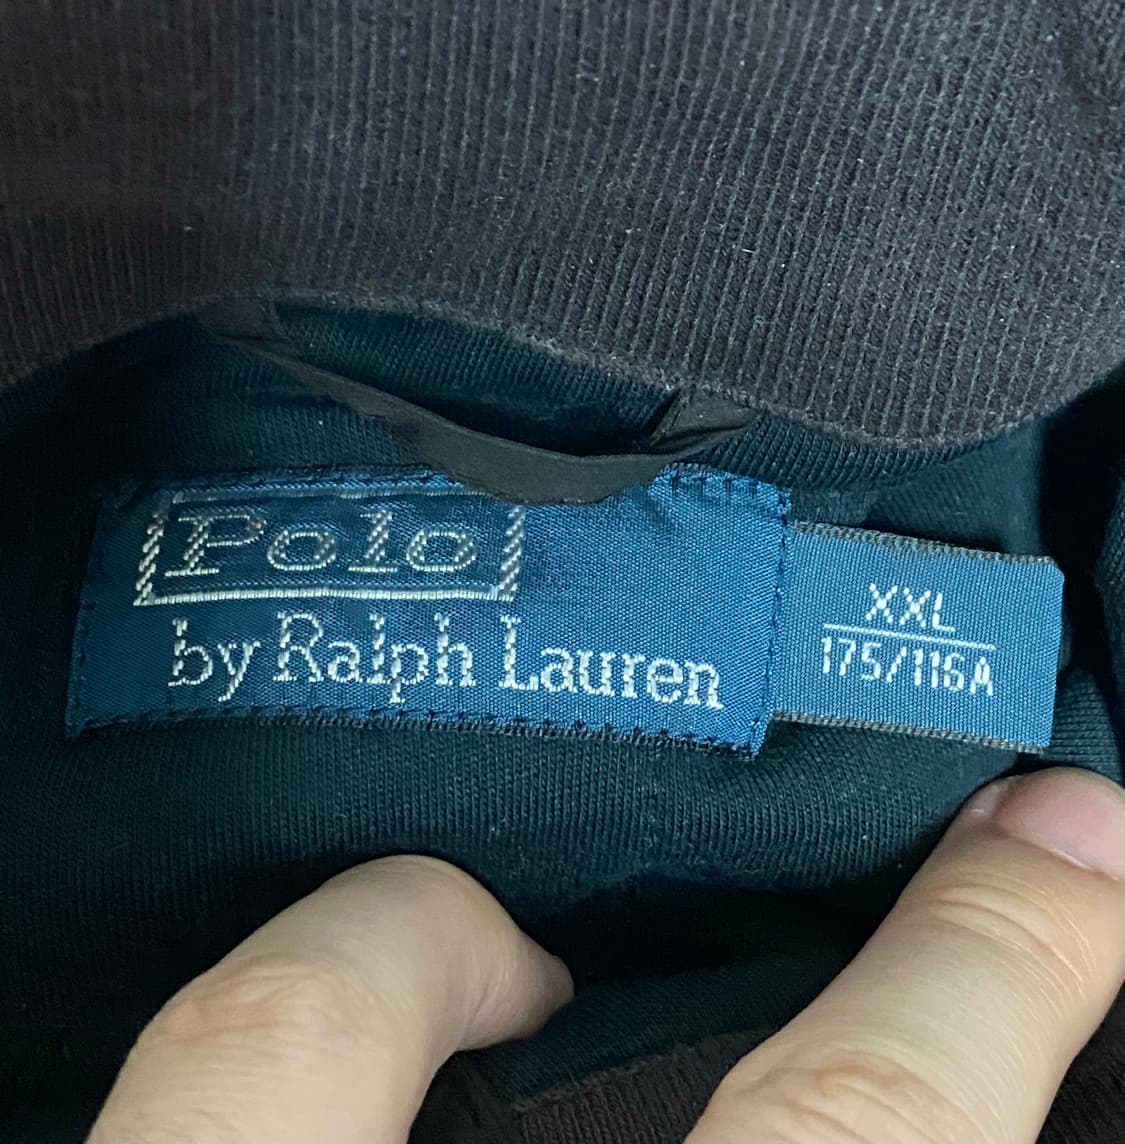 Polo
by Ralph Lauren
XXL
175/116A